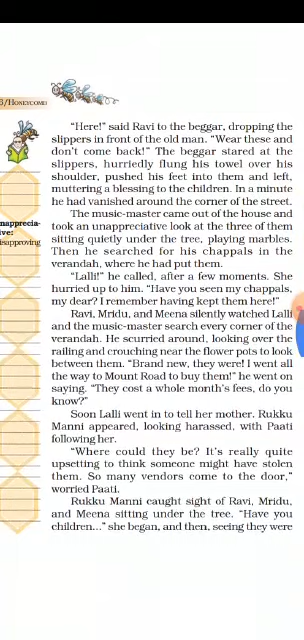 6/HONEYCOMB
"Here!" said Ravi to the beggar, dropping the
slippers in front of the old man. "Wear these and
don't come back!" The beggar stared at the
slippers, hurriedly flung his towel over his
shoulder, pushed his feet into them and left,
muttering a blessing to the children. In a minute
he had vanished around the corner of the street.
The music-master came out of the house and
took an unappreciative look at the three of them
sitting quietly under the tree, playing marbles.
Then he searched for his chappals in the
verandah, where he had put them.
"Lalli!" he called, after a few moments. She
hurried up to him. "Have you seen my chappals,
my dear? I remember having kept them here!"
Ravi, Mridu, and Meena silently watched Lalli
and the music-master search every corner of the
verandah. He scurried around, looking over the
railing and crouching near the flower pots to look
between them. "Brand new, they were! I went all
the way to Mount Road to buy them!" he went on
saying. "They cost a whole month's fees, do you
know?"
Soon Lalli went in to tell her mother. Rukku
Manni appeared, looking harassed, with Paati
following her.
"Where could they be? It's really quite
upsetting to think someone might have stolen
them. So many vendors come to the door,"
worried Paati.
Rukku Manni caught sight of Ravi, Mridu,
and Meena sitting under the tree. "Have you
children..." she began, and then, seeing they were
napprecia-
ive:
isapproving